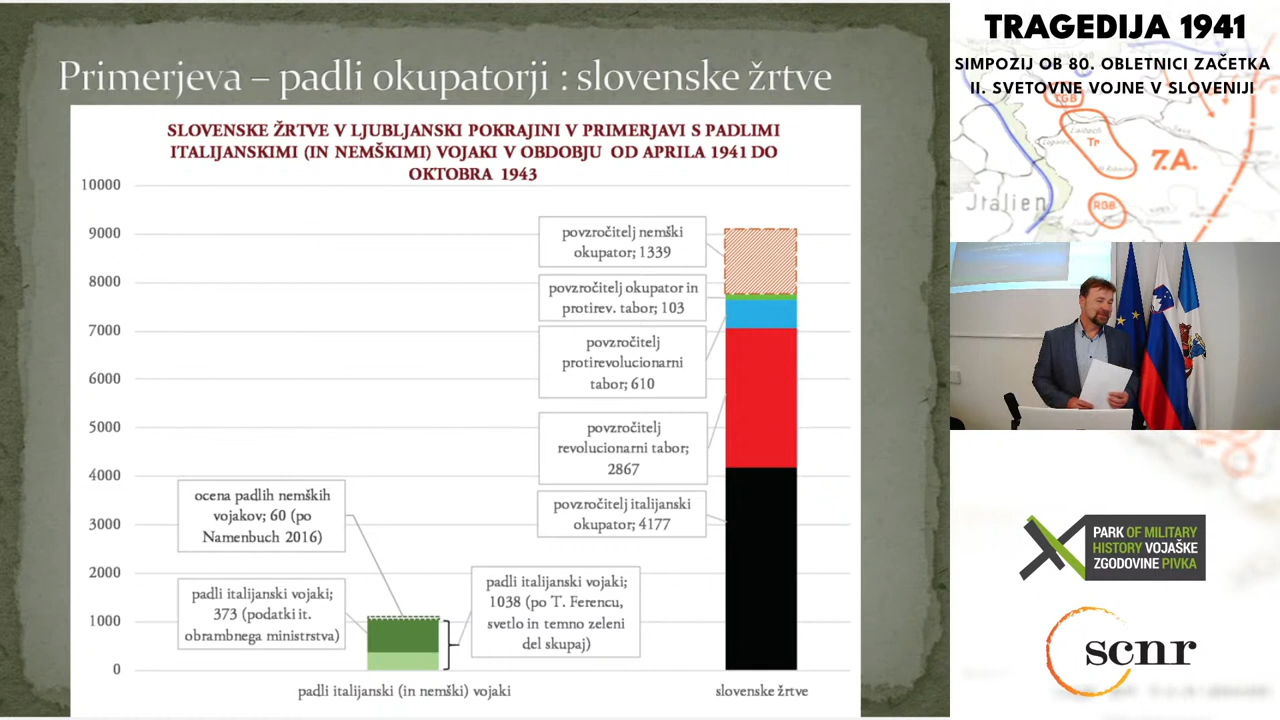 Primerjeva – padli okupatorji : slovenske žrtve
SLOVENSKE ŽRTVE V LJUBLJANSKI POKRAJINI V PRIMERJAVI S PADLIMI
ITALIJANSKIMI (IN NEMŠKIMI) VOJAKI V OBDOBJU OD APRILA 1941 DO
OKTOBRA 1943
10000
9000
8000
7000
6000
5000
4000
3000
2000
1000
0
povzročitelj nemški
okupator; 1339
povzročitelj okupator in
protirev. tabor; 103
povzročitelj
protirevolucionarni
tabor; 610
povzročitelj
revolucionarni tabor;
2867
povzročitelj italijanski
okupator; 4177
ocena padlih nemških
vojakov; 60 (po
Namenbuch 2016)
padli italijanski vojaki;
373 (podatki it.
obrambnega ministrstva)
padli italijanski vojaki;
1038 (po T. Ferencu,
svetlo in temno zeleni
del skupaj)
padli italijanski (in nemški) vojaki
slovenske žrtve
TRAGEDIJA 1941
SIMPOZIJ OB 80. OBLETNICI ZAČETKA
II. SVETOVNE VOJNE V SLOVENIJI
TGB
Laibach
Tr
7.A.
Jtalien
RGB
PARK OF MILITARY
HISTORY VOJAŠKE
ZGODOVINE PIVKA
scnr